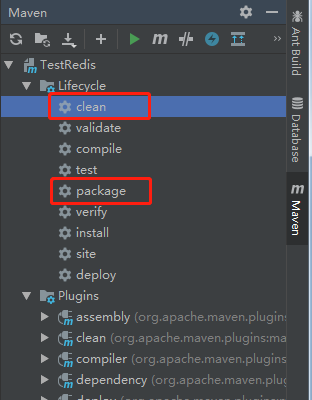 Maven
TestRedis
Lifecycle
clean
validate
compile
test
package
verify
install
site
deploy
Plugins
assembly (org.apache.maven.plugins
clean (org.apache.maven.plugins:ma
compiler (org.apache.maven.plugins
dependency (org.apache.maven.plu
Ant Build
Database
m Maven